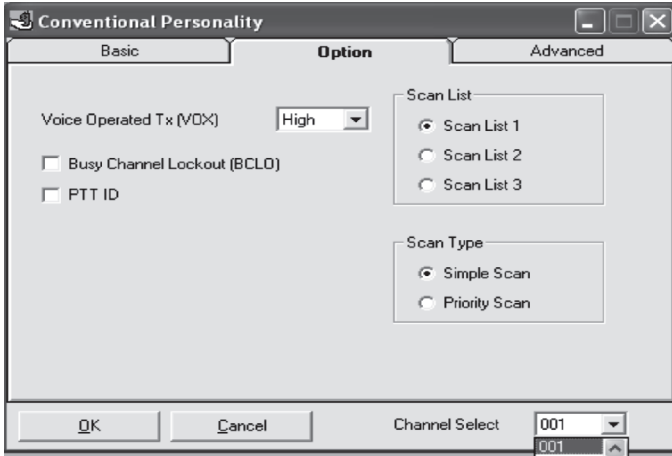 Conventional Personality
Basic
Option
Advanced
Voice Operated Tx (VOX)
High
Busy Channel Lockout (BCLO)
PTT ID
Scan List
Scan List 1
Scan List 2
Scan List 3
Scan Type
Simple Scan
Priority Scan
OK
Cancel
Channel Select
001
001